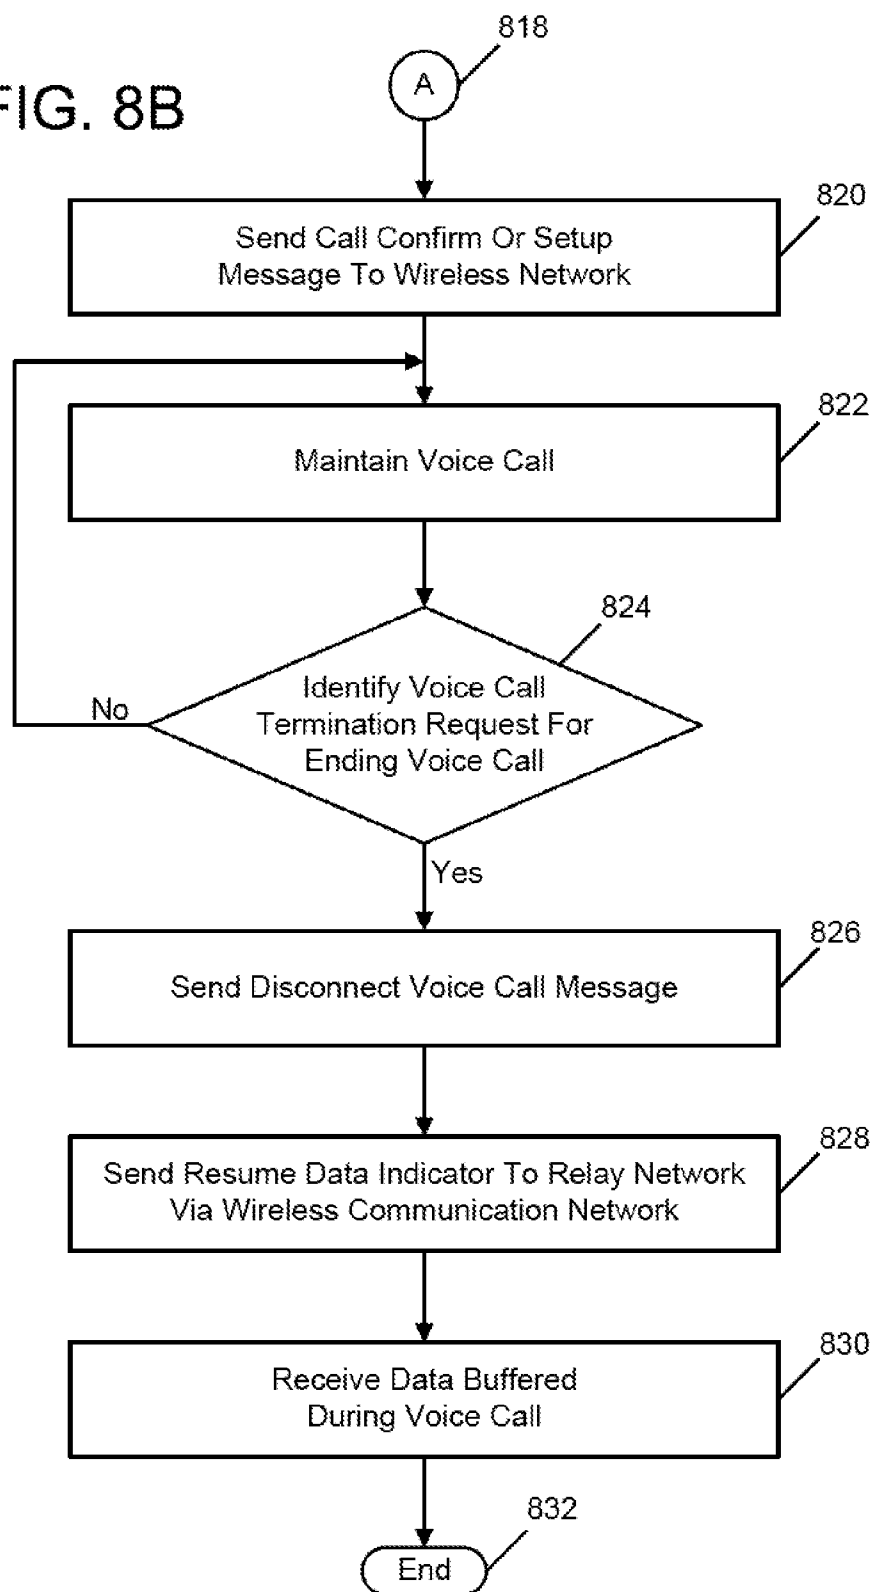 818
A
FIG. 8B
820
Send Call Confirm Or Setup
Message To Wireless Network
822
Maintain Voice Call
824
Identify Voice Call
Termination Request For
Ending Voice Call
No
Yes
826
Send Disconnect Voice Call Message
828
Send Resume Data Indicator To Relay Network
Via Wireless Communication Network
830
Receive Data Buffered
During Voice Call
832
End